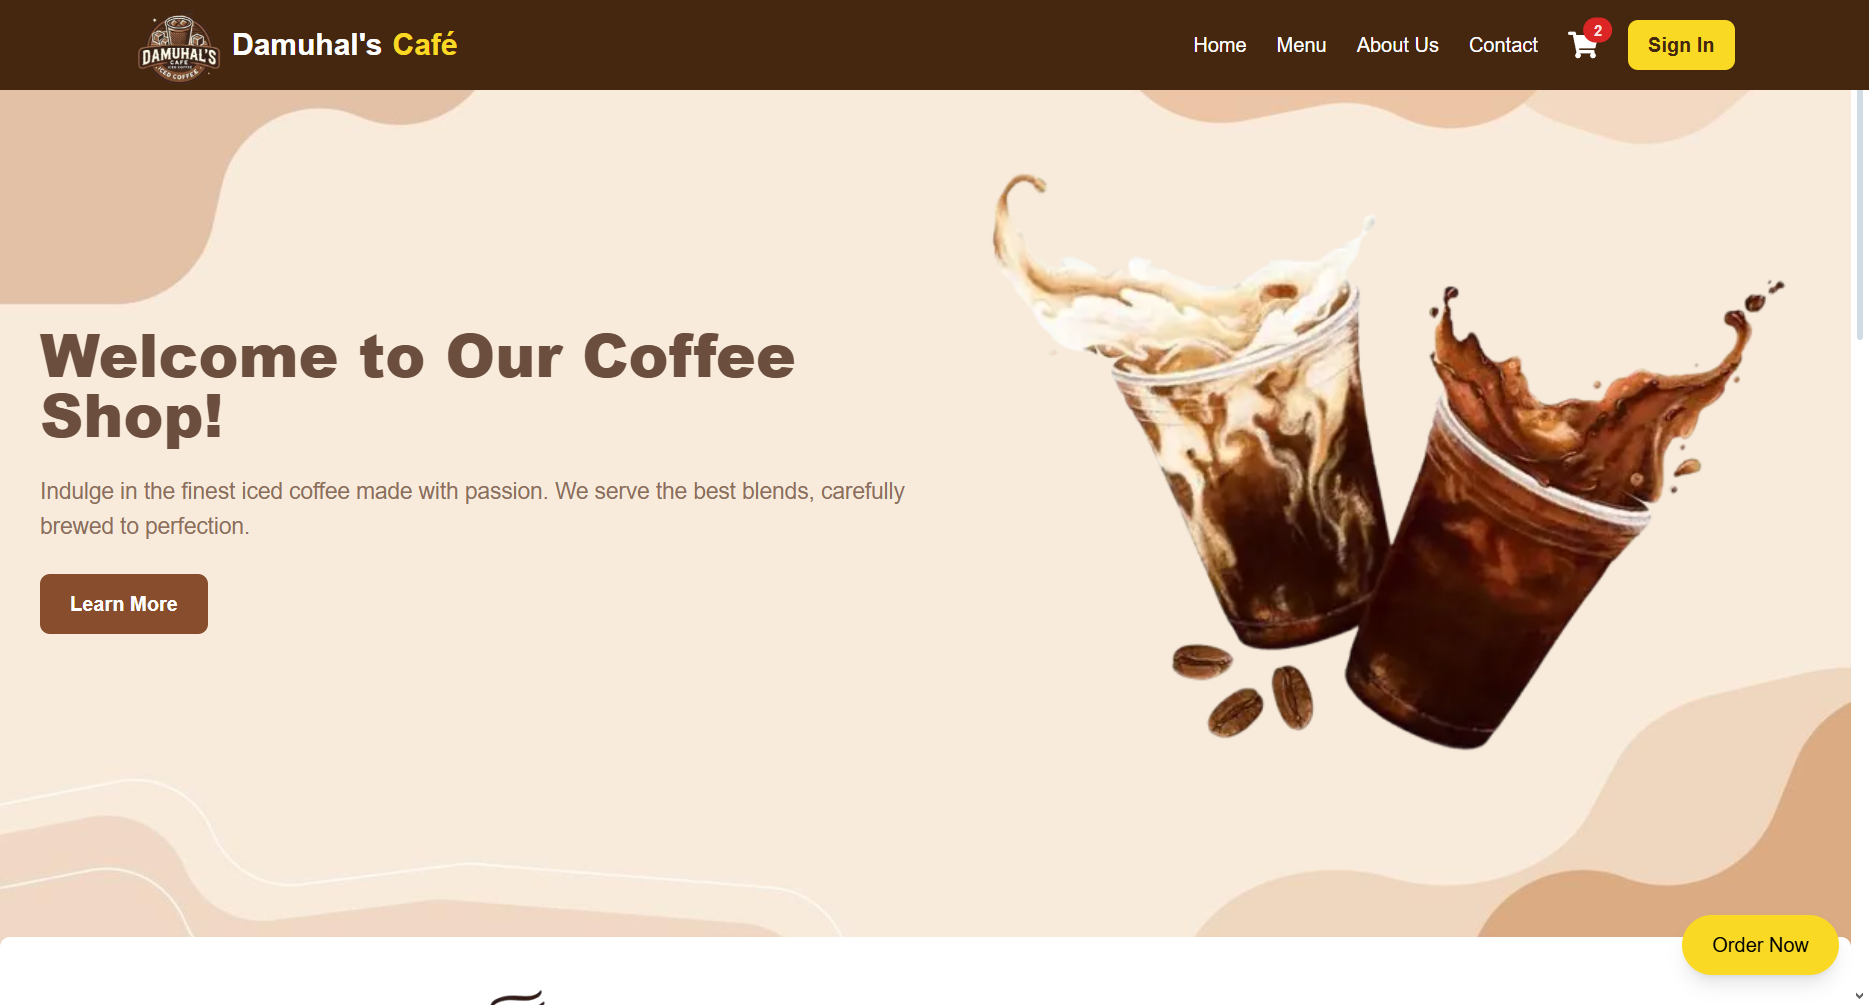 DAMUHAL'S
CAFE
ICED COFFEE
Damuhal's Café
Home
Menu
About Us
Contact
2
Sign In
Welcome to Our Coffee
Shop!
Indulge in the finest iced coffee made with passion. We serve the best blends, carefully
brewed to perfection.
Learn More
Order Now